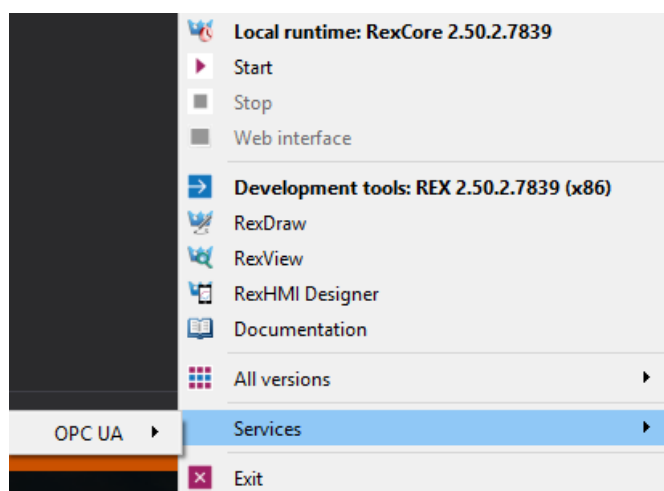 Local runtime: RexCore 2.50.2.7839
Start
Stop
Web interface
Development tools: REX 2.50.2.7839 (x86)
RexDraw
RexView
RexHMI Designer
Documentation
All versions
OPC UA
Services
Exit